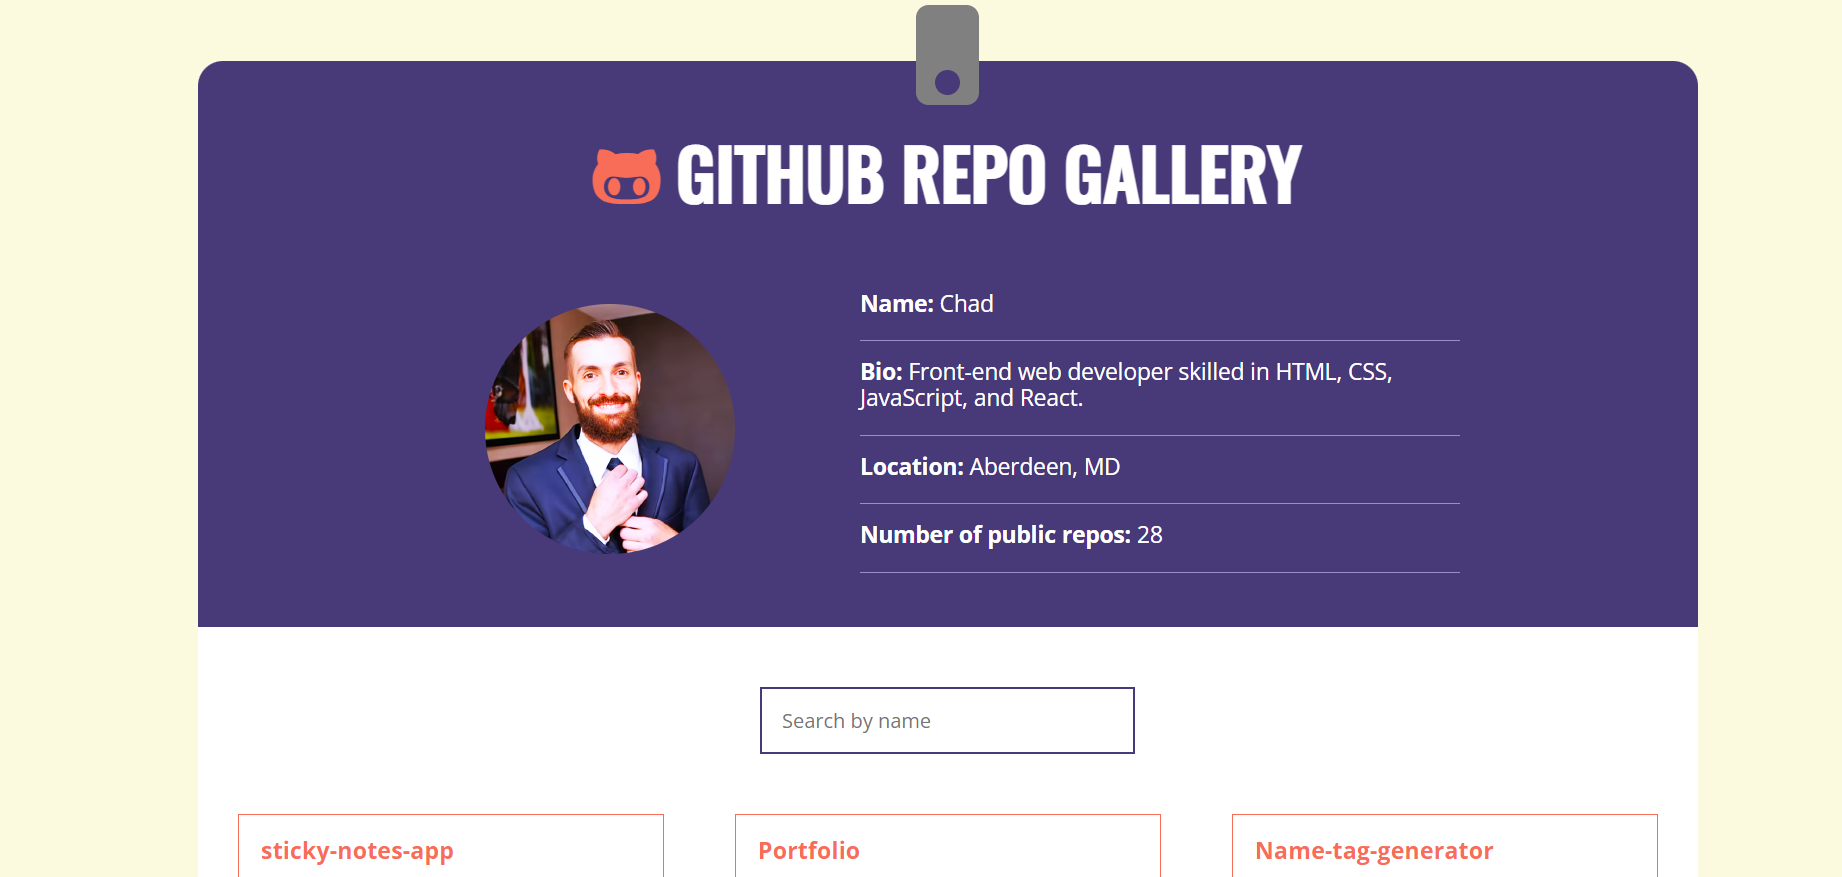 GITHUB REPO GALLERY
Name: Chad
Bio: Front-end web developer skilled in HTML, CSS,
JavaScript, and React.
Location: Aberdeen, MD
Number of public repos: 28
Search by name
sticky-notes-app
Portfolio
Name-tag-generator